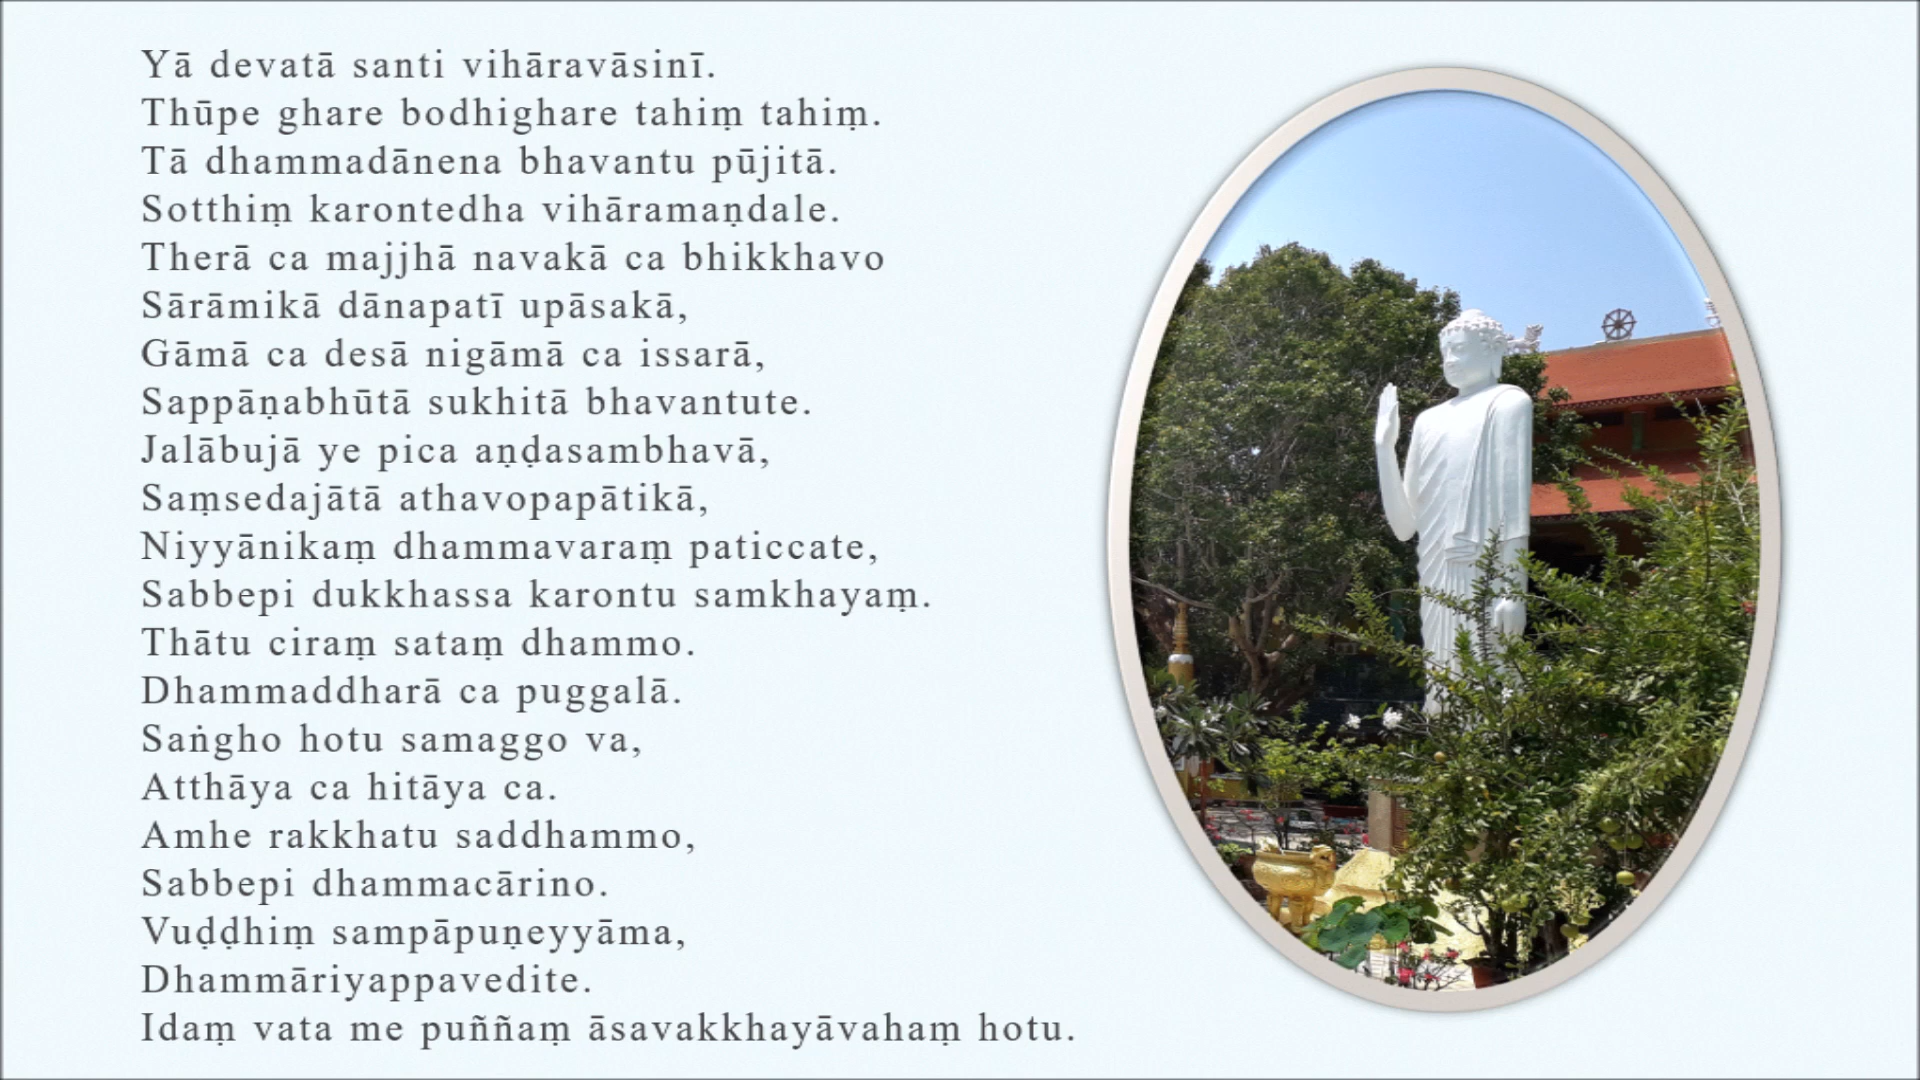 Yā devatā santi vihāravāsinī.
Thūpe ghare bodhighare tahiṃ tahiṃ.
Tā dhammadānena bhavantu pūjitā.
Sotthiṃ karontedha vihāramaṇdale.
Therā ca majjhā navakā ca bhikkhavo
Sārāmikā dānapatī upāsakā,
Gāmā ca desā nigāmā ca issarā,
Sappāṇabhūtā sukhitā bhavantute.
Jalābujā ye pica aṇḍasambhavā,
Saṃsedajātā athavopapātikā,
Niyyānikaṃ dhammavaraṃ paticcate,
Sabbepi dukkhassa karontu samkhayaṃ.
Thātu ciraṃ sataṃ dhammo.
Dhammaddharā ca puggalā.
Saṅgho hotu samaggo va,
Atthāya ca hitāya ca.
Amhe rakkhatu saddhammo,
Sabbepi dhammacārino.
Vuḍḍhiṃ sampāpuṇeyyāma,
Dhammāriyappavedite.
Idaṃ vata me puññaṃ āsavakkhayāvahaṃ hotu.